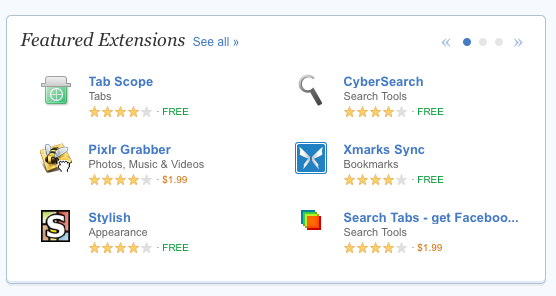 Featured Extensions See all »
« »
Tab Scope
Tabs
· FREE
CyberSearch
Search Tools
· FREE
Pixlr Grabber
Photos, Music & Videos
· $1.99
Xmarks Sync
Bookmarks
· FREE
S
Stylish
Appearance
· FREE
Search Tabs - get Faceboo...
Search Tools
· $1.99